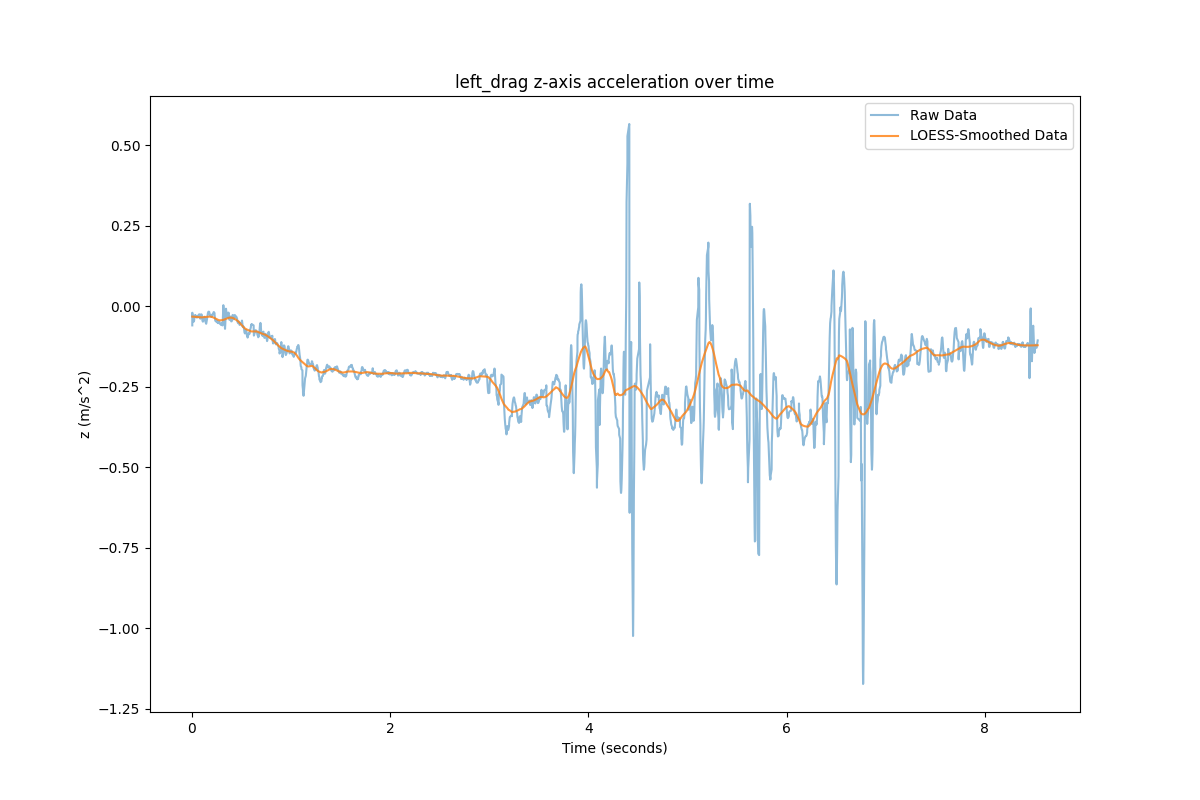 left_drag z-axis acceleration over time
Raw Data
LOESS-Smoothed Data
z (m/s^2)
0.50
0.25
0.00
−0.25
−0.50
−0.75
−1.00
−1.25
0 2 4 6 8
Time (seconds)